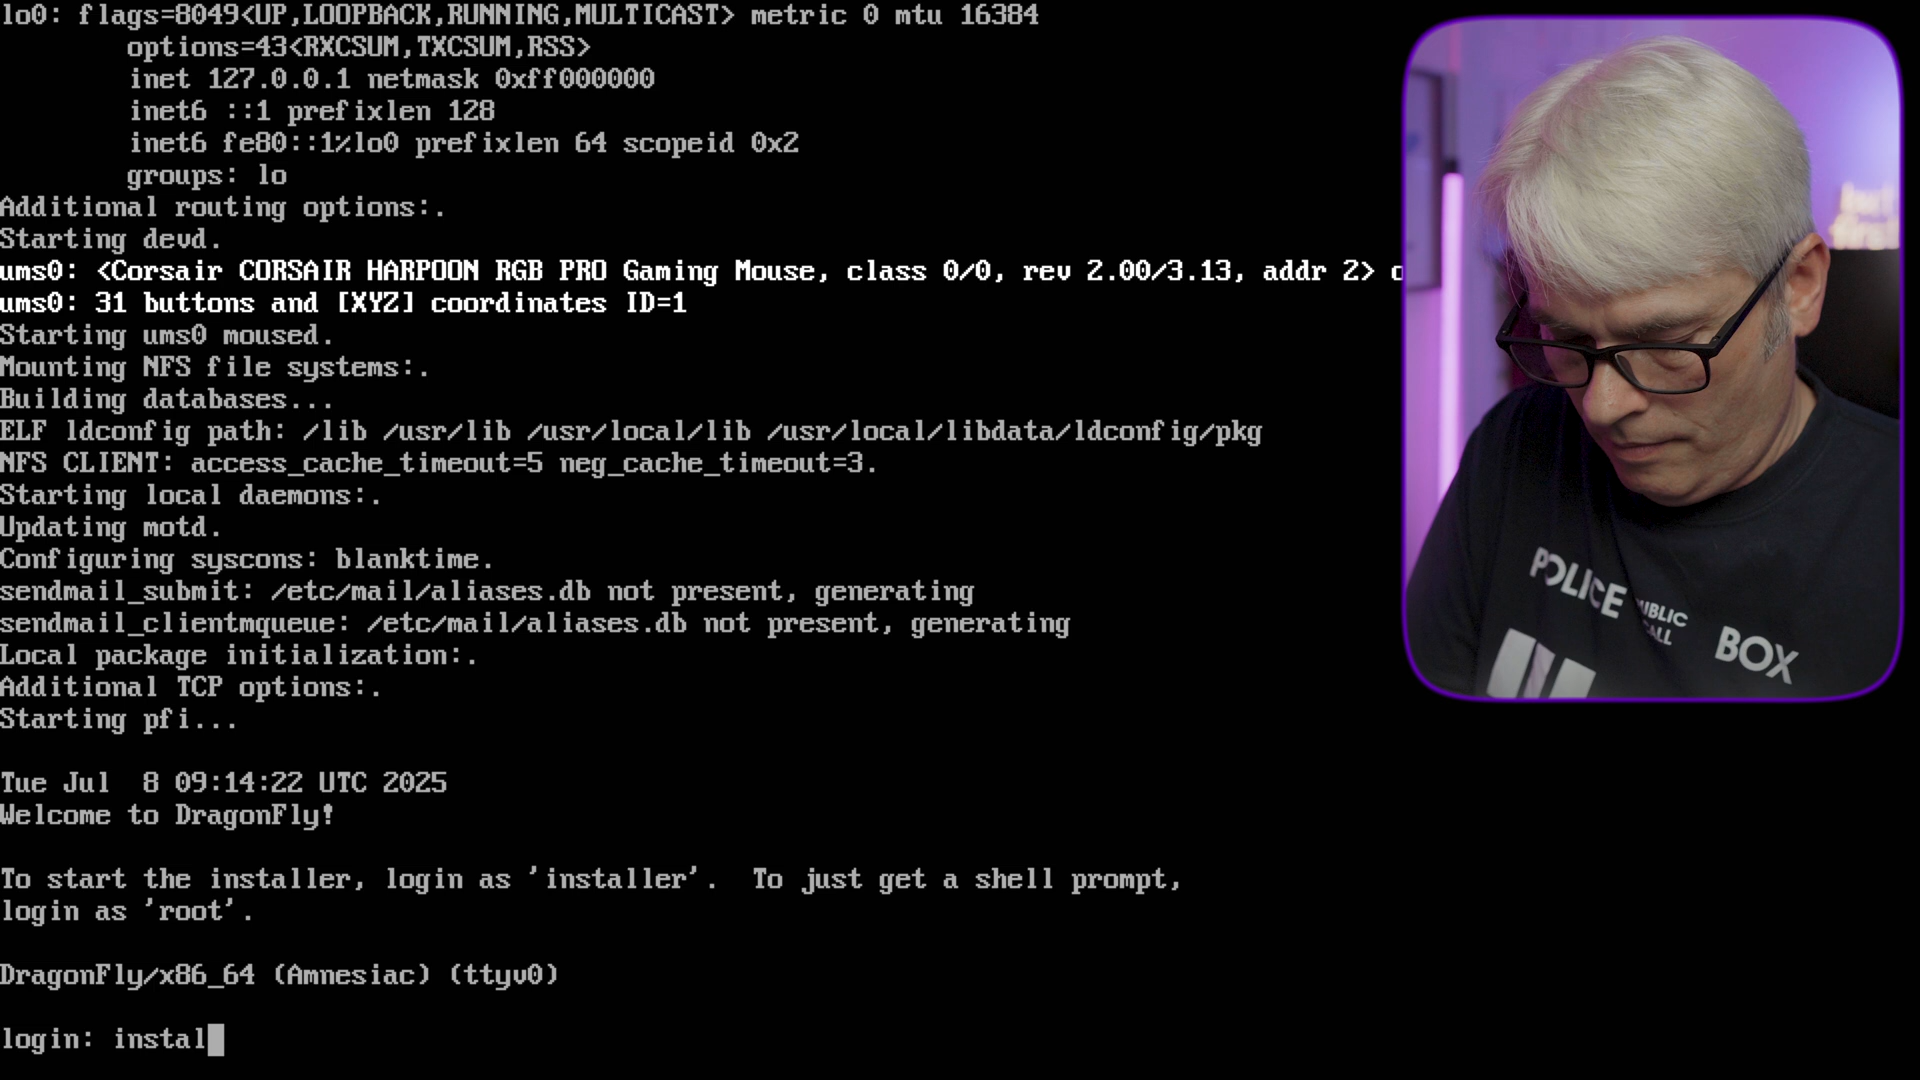 lo0: flags=8049<UP,LOOPBACK,RUNNING,MULTICAST> metric 0 mtu 16384
options=43<RXCSUM,TXCSUM,RSS>
inet 127.0.0.1 netmask 0xff000000
inet6 ::1 prefixlen 128
inet6 fe80::1%lo0 prefixlen 64 scopeid 0x2
groups: lo
Additional routing options:.
Starting devd.
ums0: <Corsair CORSAIR HARPOON RGB PRO Gaming Mouse, class 0/0, rev 2.00/3.13, addr 2>
ums0: 31 buttons and [XYZ] coordinates ID=1
Starting ums0 moused.
Mounting NFS file systems:.
Building databases...
ELF ldconfig path: /lib /usr/lib /usr/local/lib /usr/local/libdata/ldconfig/pkg
NFS CLIENT: access_cache_timeout=5 neg_cache_timeout=3.
Starting local daemons:.
Updating motd.
Configuring syscons: blanktime.
sendmail_submit: /etc/mail/aliases.db not present, generating
sendmail_clientmqueue: /etc/mail/aliases.db not present, generating
Local package initialization:.
Additional TCP options:.
Starting pfi...
Tue Jul  8 09:14:22 UTC 2025
Welcome to DragonFly!
To start the installer, login as 'installer'.  To just get a shell prompt,
login as 'root'.
DragonFly/x86_64 (Amnesiac) (ttyv0)
login: instal
POLICE BOX